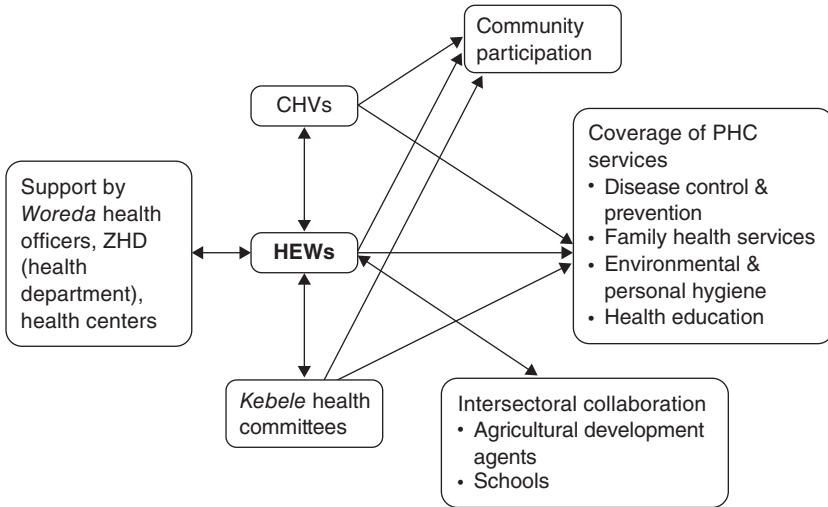 Community
participation
CHVs
Coverage of PHC
services
• Disease control &
prevention
• Family health services
• Environmental &
personal hygiene
• Health education
Support by
Woreda health
officers, ZHD
(health
department),
health centers
HEWs
Kebele health
committees
Intersectoral collaboration
• Agricultural development
agents
• Schools